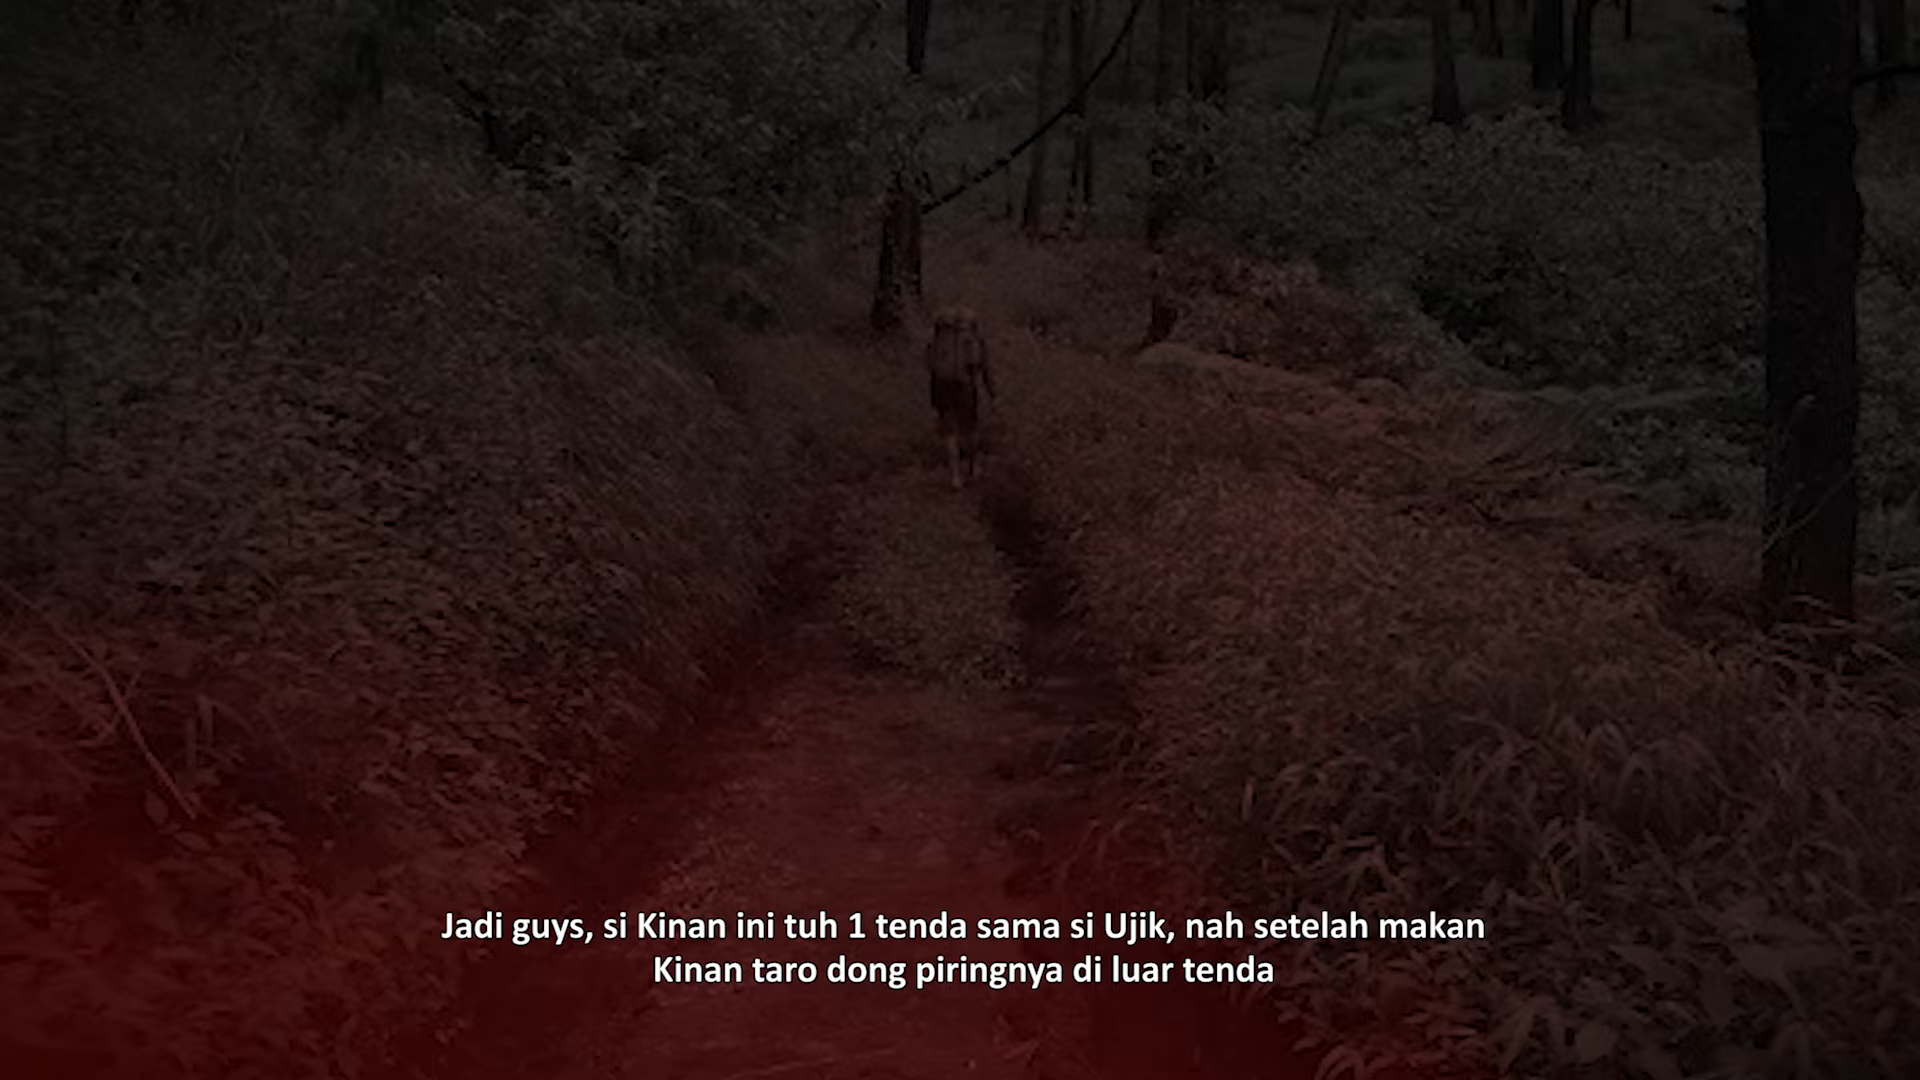 Jadi guys, si Kinan ini tuh 1 tenda sama si Ujik, nah setelah makan
Kinan taro dong piringnya di luar tenda